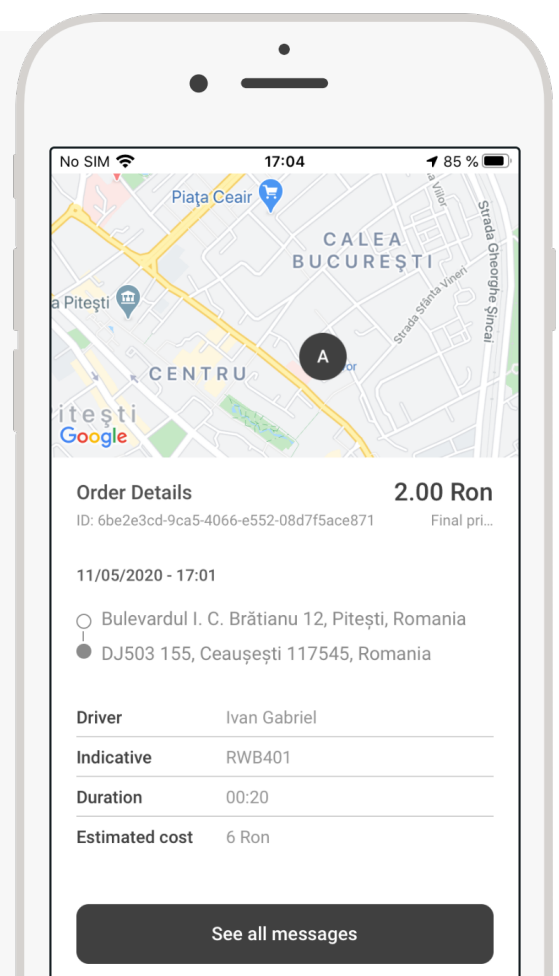 No SIM 17:04 85 %
Piața Ceair
a Vilor
Strada Gheorghe Șincai
CALEA
BUCUREȘTI
Strada Sfânta Vineri
a Pitești
A
or
CENTRU
itești
Google
Order Details 2.00 Ron
ID: 6be2e3cd-9ca5-4066-e552-08d7f5ace871 Final pri...
11/05/2020 - 17:01
Bulevardul I. C. Brătianu 12, Pitești, Romania
DJ503 155, Ceaușești 117545, Romania
Driver Ivan Gabriel
Indicative RWB401
Duration 00:20
Estimated cost 6 Ron
See all messages